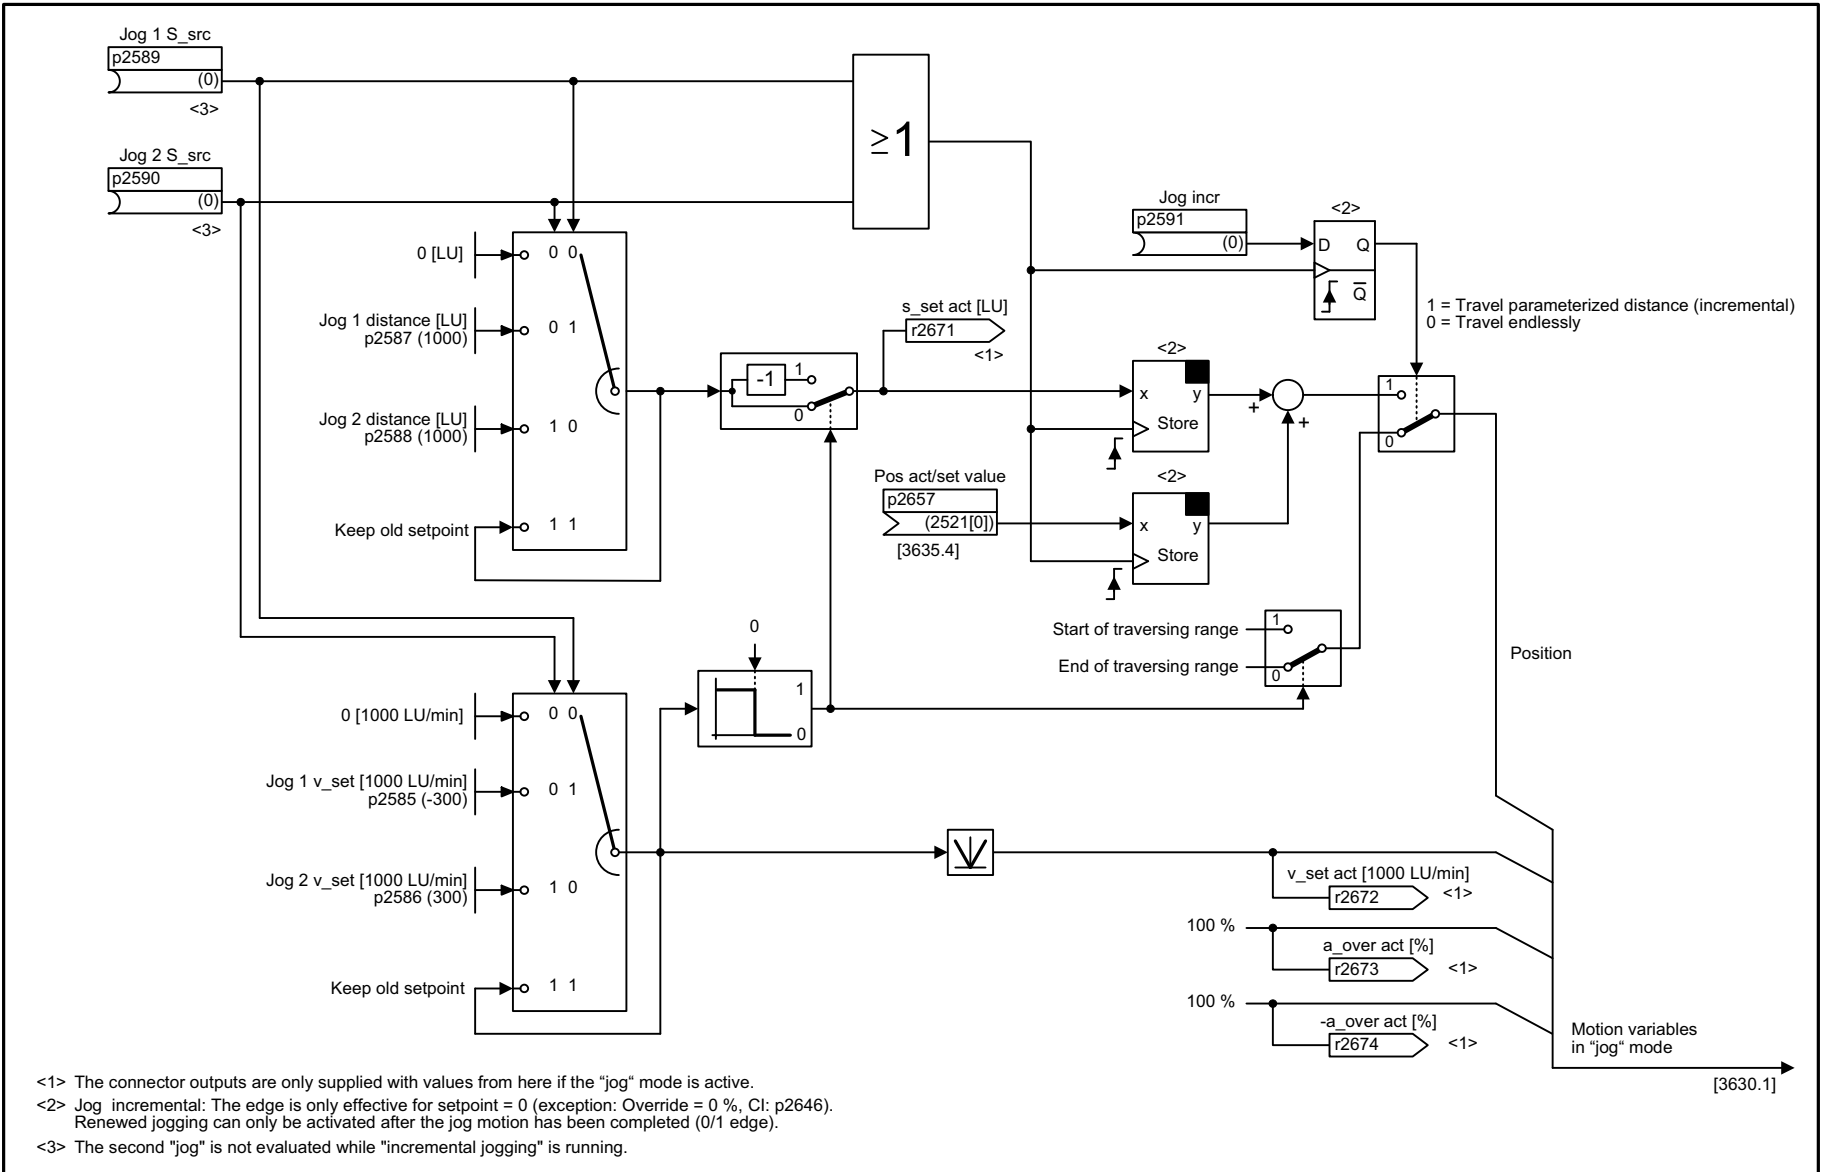 Jog 1 S_src
p2589
(0)
<3>
Jog 2 S_src
p2590
(0)
<3>
≥1
Jog incr
p2591
(0)
<2>
D Q
Q̅
1 = Travel parameterized distance (incremental)
0 = Travel endlessly
0 [LU]
0 0
Jog 1 distance [LU]
p2587 (1000)
0 1
Jog 2 distance [LU]
p2588 (1000)
1 0
Keep old setpoint
1 1
-1
1
0
s_set act [LU]
r2671
<1>
<2>
x y
Store
+
+
1
0
Pos act/set value
p2657
(2521[0])
[3635.4]
<2>
x y
Store
Start of traversing range
End of traversing range
1
0
Position
0
1
0
0 [1000 LU/min]
0 0
Jog 1 v_set [1000 LU/min]
p2585 (-300)
0 1
Jog 2 v_set [1000 LU/min]
p2586 (300)
1 0
Keep old setpoint
1 1
v_set act [1000 LU/min]
r2672
<1>
100 %
a_over act [%]
r2673
<1>
100 %
-a_over act [%]
r2674
<1>
Motion variables
in “jog“ mode
[3630.1]
<1> The connector outputs are only supplied with values from here if the “jog“ mode is active.
<2> Jog incremental: The edge is only effective for setpoint = 0 (exception: Override = 0 %, CI: p2646).
Renewed jogging can only be activated after the jog motion has been completed (0/1 edge).
<3> The second "jog" is not evaluated while "incremental jogging" is running.